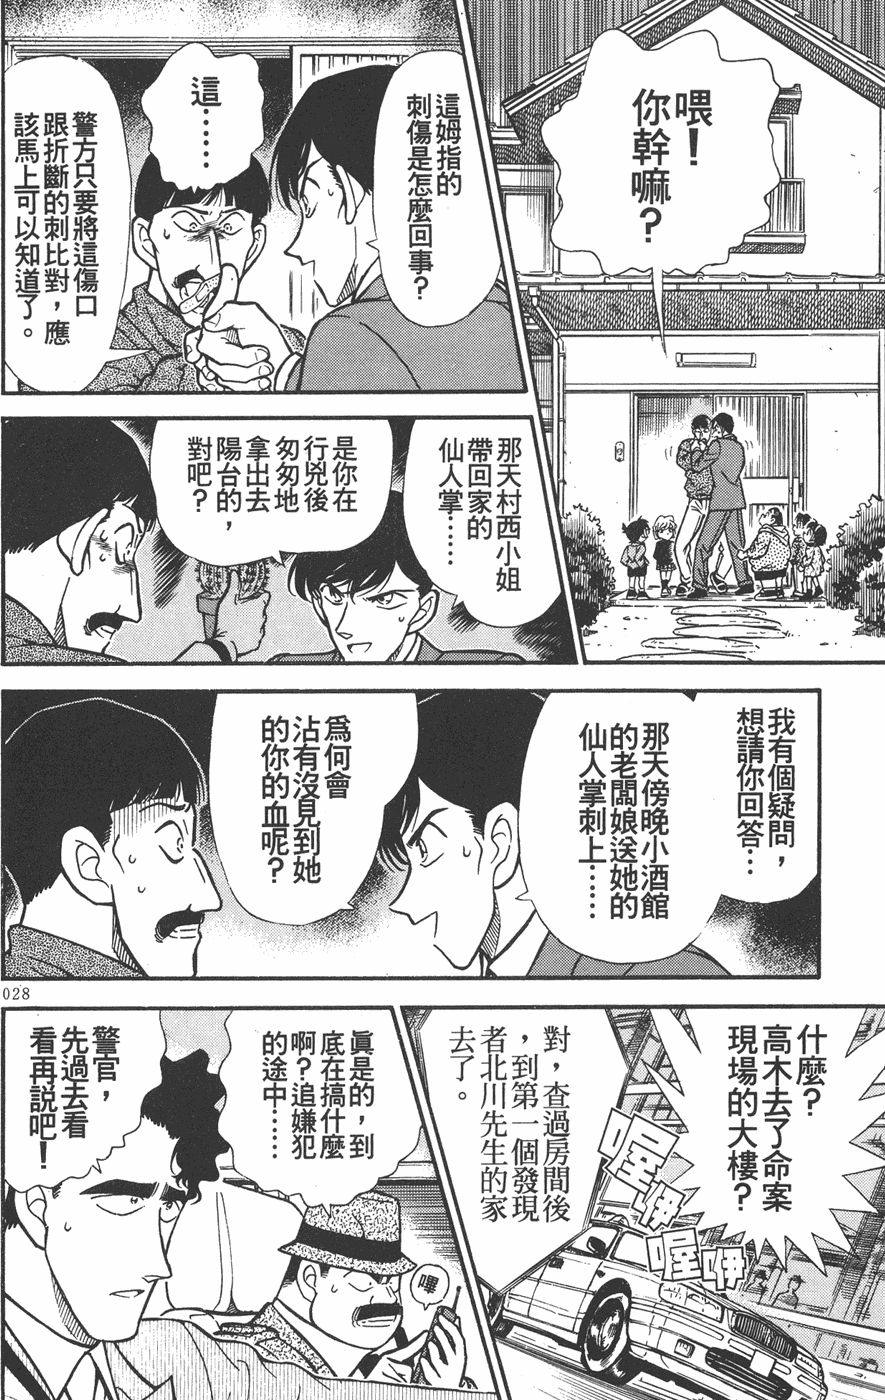 喂！
你幹嘛？
這姆指的
刺傷是怎麼回事？
這……
警方只要將這傷口
跟折斷的刺比對，應
該馬上可以知道了。
那天村西小姐
帶回家的
仙人掌……
是你在
行兇後
匆匆地
拿出去
陽台的，
對吧？
我有個疑問，
想請你回答…
那天傍晚小酒館
的老闆娘送她的
仙人掌刺上……
爲何會
沾有沒見到她
的你的血呢？
什麼？
高木去了命案
現場的大樓？
喔咿
喔咿
對，查過房間後
，到第一個發現
者北川先生的家
去了。
眞是的，到
底在搞什麼
啊？追嫌犯
的途中……
嗶
警官，
先過去看
看再說吧！
028